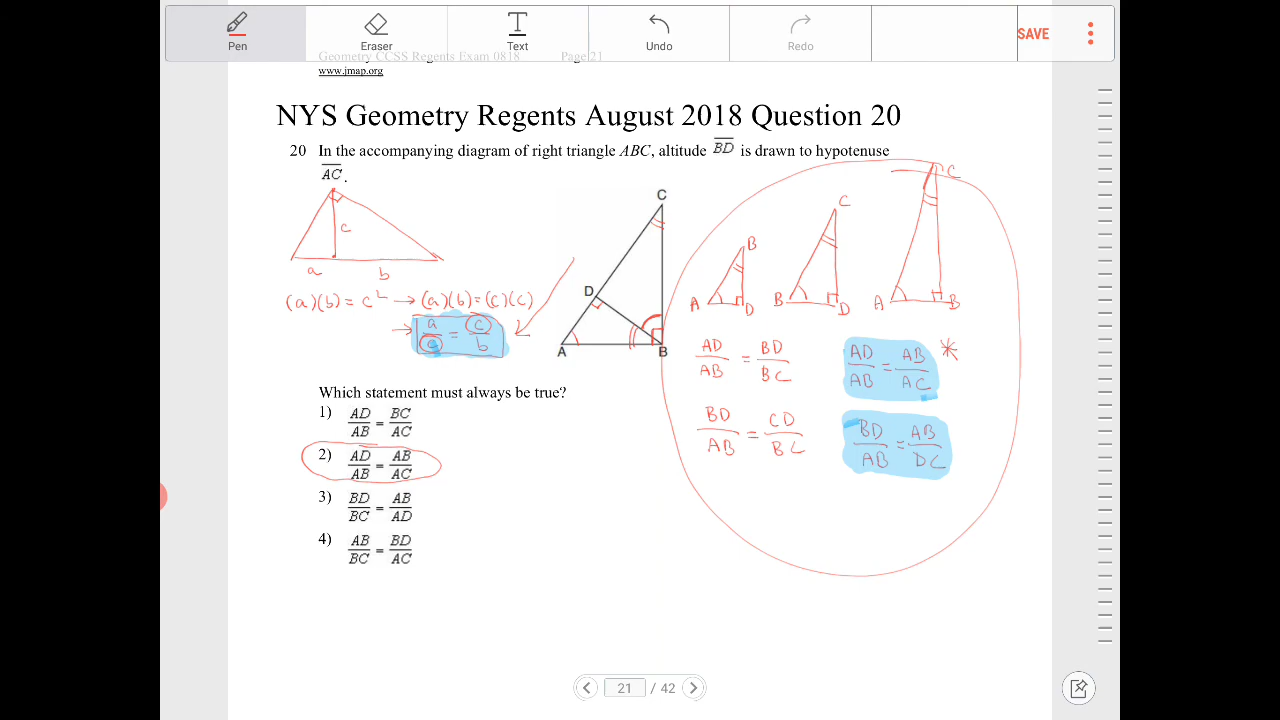 Pen
Eraser
Text
Undo
Redo
SAVE
Geometry CCSS Regents Exam 0818 Page 21
www.jmap.org
NYS Geometry Regents August 2018 Question 20
20 In the accompanying diagram of right triangle ABC, altitude BD is drawn to hypotenuse
AC.
c
a b
(a)(b) = c² → (a)(b) = (c)(c)
→ a/c = c/b
C
D
A B
B
A D
C
B D
C
A B
AD/AB = BD/BC
AD/AB = AB/AC *
BD/AB = CD/BC
BD/AB = AB/DC
Which statement must always be true?
1) AD/AB = BC/AC
2) AD/AB = AB/AC
3) BD/BC = AB/AD
4) AB/BC = BD/AC
21 / 42